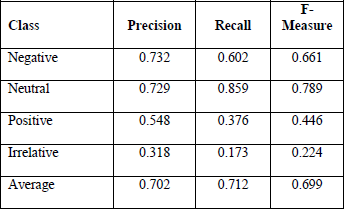 Class Precision Recall F-Measure
Negative 0.732 0.602 0.661
Neutral 0.729 0.859 0.789
Positive 0.548 0.376 0.446
Irrelative 0.318 0.173 0.224
Average 0.702 0.712 0.699